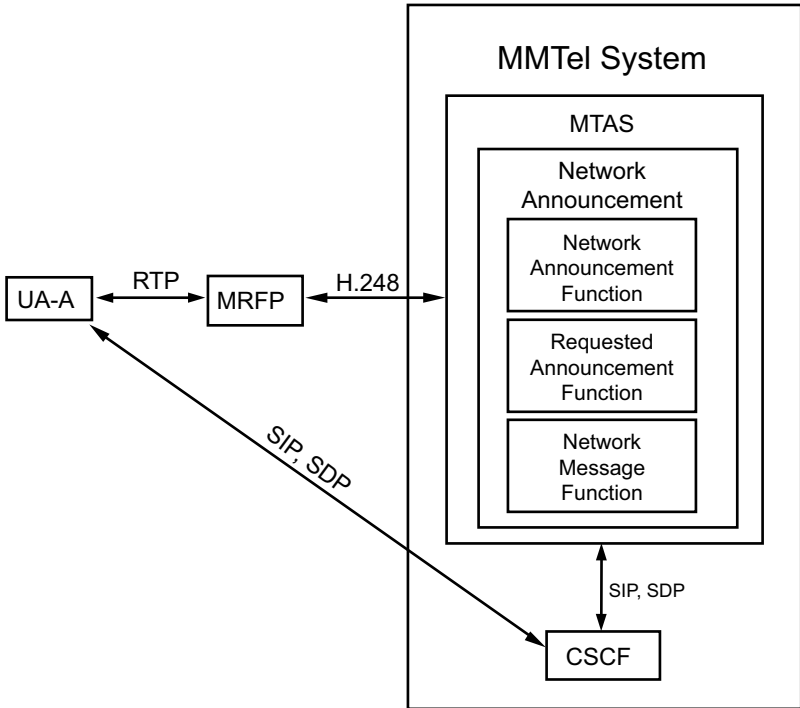 MMTel System
MTAS
Network
Announcement
Network
Announcement
Function
Requested
Announcement
Function
Network
Message
Function
UA-A
RTP
MRFP
H.248
SIP, SDP
SIP, SDP
CSCF